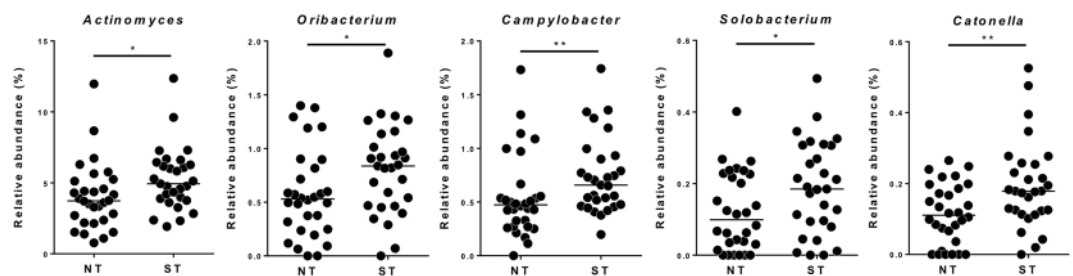 Actinomyces
Relative abundance (%)
15
10
5
0
*
NT
ST
Oribacterium
Relative abundance (%)
2.0
1.5
1.0
0.5
0.0
*
NT
ST
Campylobacter
Relative abundance (%)
2.0
1.5
1.0
0.5
0.0
**
NT
ST
Solobacterium
Relative abundance (%)
0.6
0.4
0.2
0.0
*
NT
ST
Catonella
Relative abundance (%)
0.6
0.4
0.2
0.0
**
NT
ST